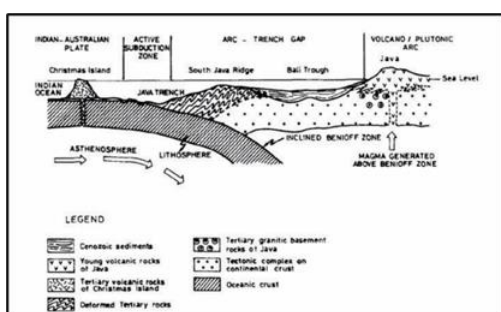 INDIAN-AUSTRALIAN PLATE
ACTIVE SUBDUCTION ZONE
ARC - TRENCH GAP
VOLCANO / PLUTONIC ARC
Christmas Island
South Java Ridge
Bali Trough
Java
Sea Level
INDIAN OCEAN
JAVA TRENCH
INCLINED BENIOFF ZONE
ASTHENOSPHERE
LITHOSPHERE
MAGMA GENERATED
ABOVE BENIOFF ZONE
LEGEND
Cenozoic sediments
Young volcanic rocks
of Java
Tertiary volcanic rocks
of Christmas Island
Deformed Tertiary rocks
Tertiary granitic basement
rocks of Java
Tectonic complex on
continental crust
Oceanic crust